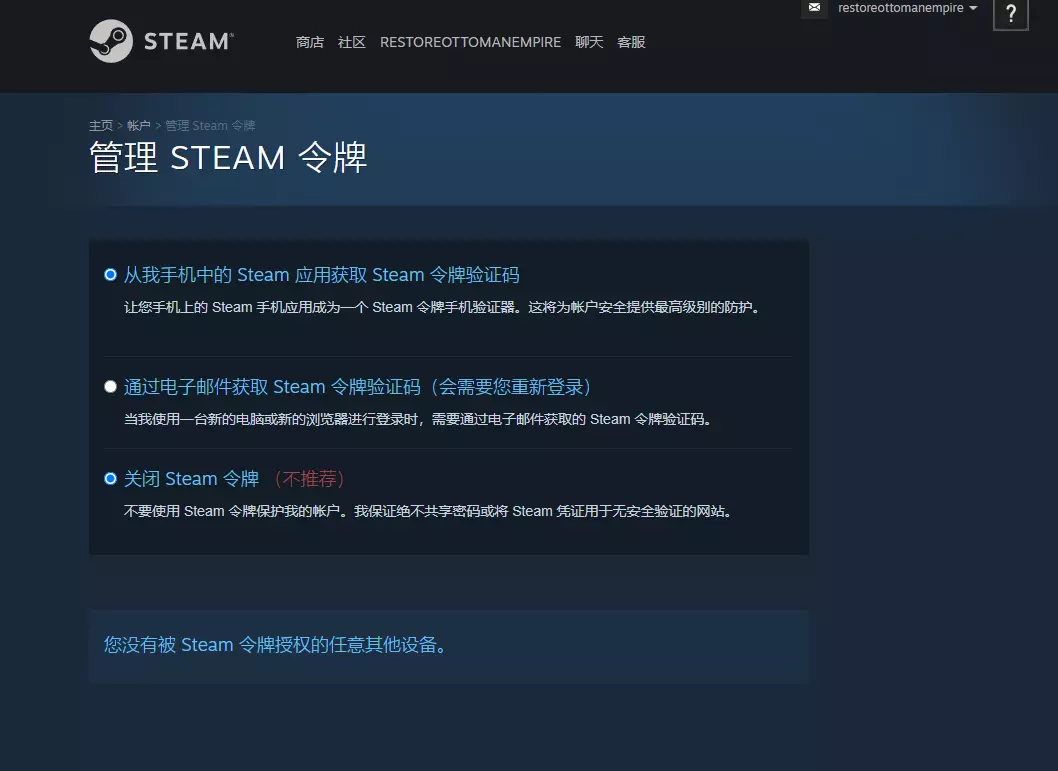 restoreottomanempire
?
STEAM®
商店 社区 RESTOREOTTOMANEMPIRE 聊天 客服
主页 > 帐户 > 管理 Steam 令牌
管理 STEAM 令牌
从我手机中的 Steam 应用获取 Steam 令牌验证码
让您手机上的 Steam 手机应用成为一个 Steam 令牌手机验证器。这将为帐户安全提供最高级别的防护。
通过电子邮件获取 Steam 令牌验证码（会需要您重新登录）
当我使用一台新的电脑或新的浏览器进行登录时，需要通过电子邮件获取的 Steam 令牌验证码。
关闭 Steam 令牌 （不推荐）
不要使用 Steam 令牌保护我的帐户。我保证绝不共享密码或将 Steam 凭证用于无安全验证的网站。
您没有被 Steam 令牌授权的任意其他设备。